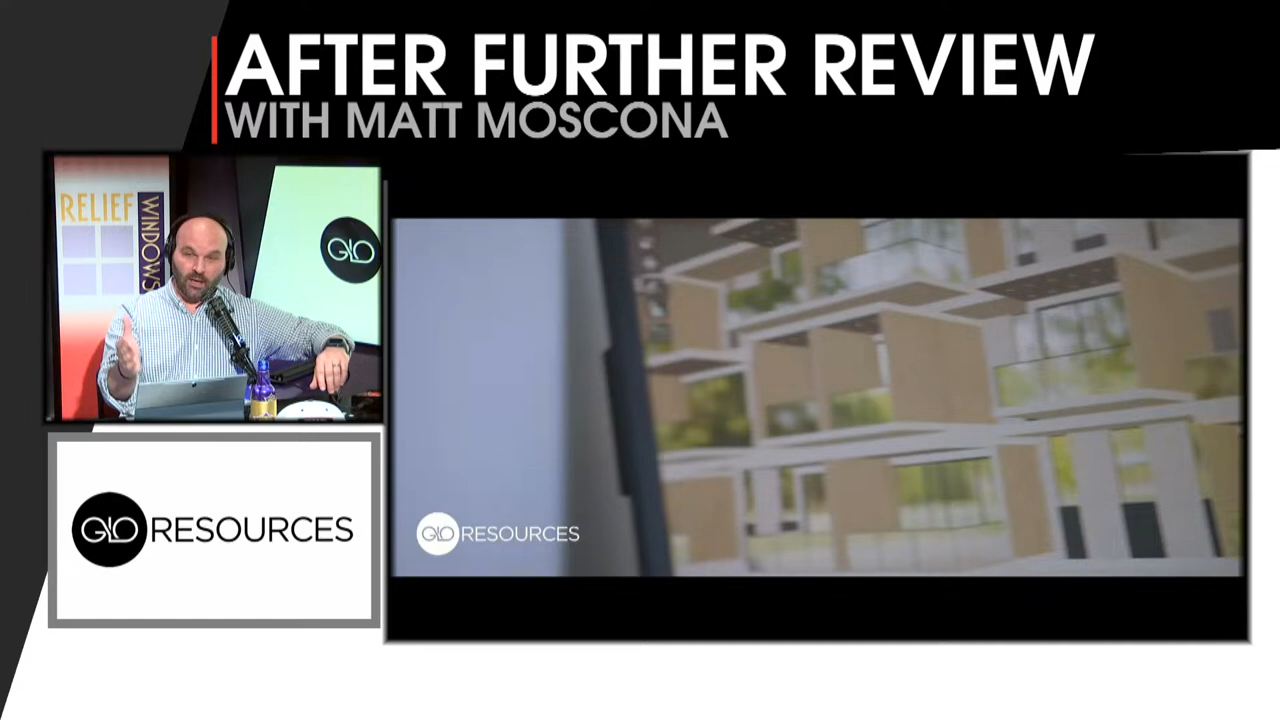 AFTER FURTHER REVIEW
WITH MATT MOSCONA
RELIEF
WINDOWS
GLO
GLO RESOURCES
GLO RESOURCES